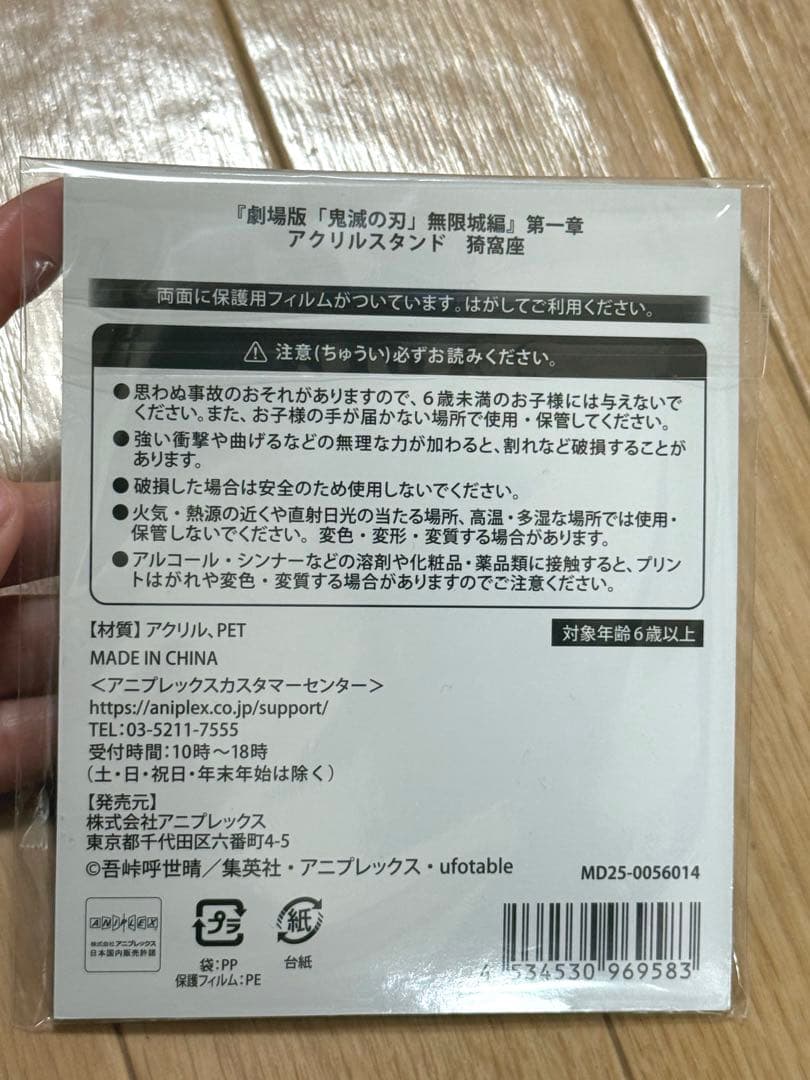 『劇場版「鬼滅の刃」無限城編』第一章
アクリルスタンド　猗窩座
両面に保護用フィルムがついています。はがしてご利用ください。
⚠ 注意(ちゅうい)必ずお読みください。
●思わぬ事故のおそれがありますので、6歳未満のお子様には与えないで
ください。また、お子様の手が届かない場所で使用・保管してください。
●強い衝撃や曲げるなどの無理な力が加わると、割れなど破損することが
あります。
●破損した場合は安全のため使用しないでください。
●火気・熱源の近くや直射日光の当たる場所、高温・多湿な場所では使用・
保管しないでください。変色・変形・変質する場合があります。
●アルコール・シンナーなどの溶剤や化粧品・薬品類に接触すると、プリン
トはがれや変色・変質する場合がありますのでご注意ください。
【材質】アクリル、PET
対象年齢6歳以上
MADE IN CHINA
＜アニプレックスカスタマーセンター＞
https://aniplex.co.jp/support/
TEL:03-5211-7555
受付時間:10時～18時
(土・日・祝日・年末年始は除く)
【発売元】
株式会社アニプレックス
東京都千代田区六番町4-5
©吾峠呼世晴／集英社・アニプレックス・ufotable
MD25-0056014
ANIPLEX
株式会社アニプレックス
日本国内販売許諾
プラ
袋:PP
保護フィルム:PE
紙
台紙
4 534530 969583